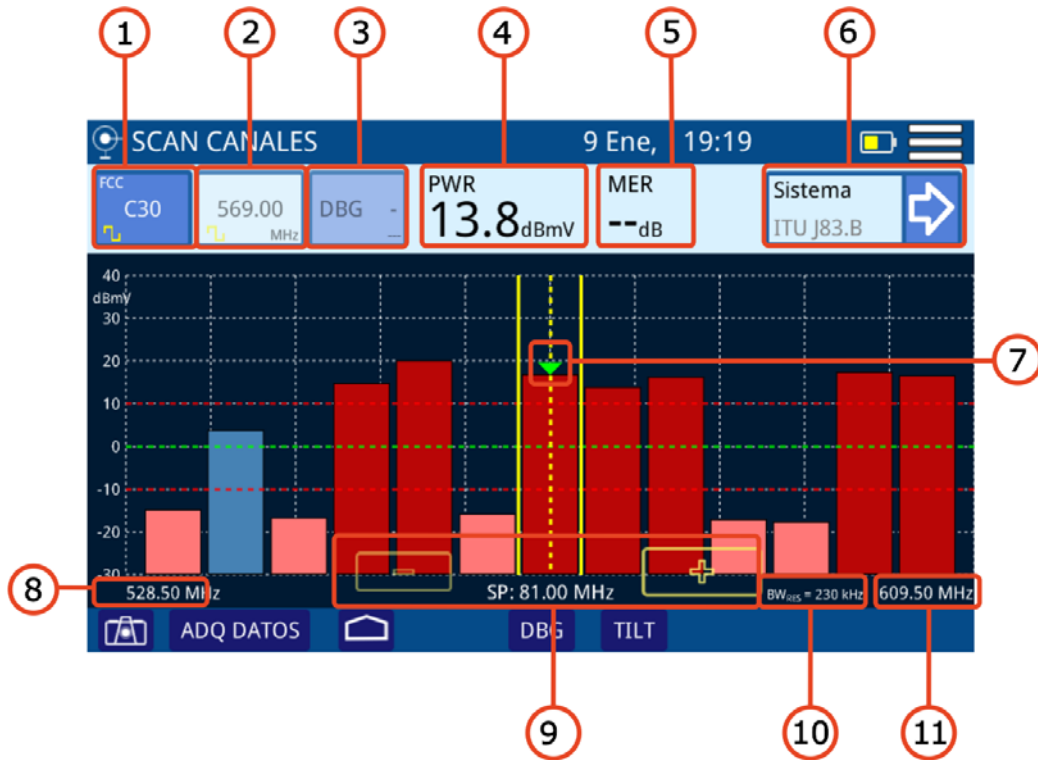 1 2 3 4 5 6
SCAN CANALES 9 Ene, 19:19
FCC
C30
569.00
MHz
DBG -
---
PWR
13.8dBmV
MER
--dB
Sistema
ITU J83.B
40
dBmV
30
20
7
10
0
-10
-20
-30
8
528.50 MHz
SP: 81.00 MHz
BWRES = 230 kHz
609.50 MHz
ADQ DATOS
DBG
TILT
9 10 11